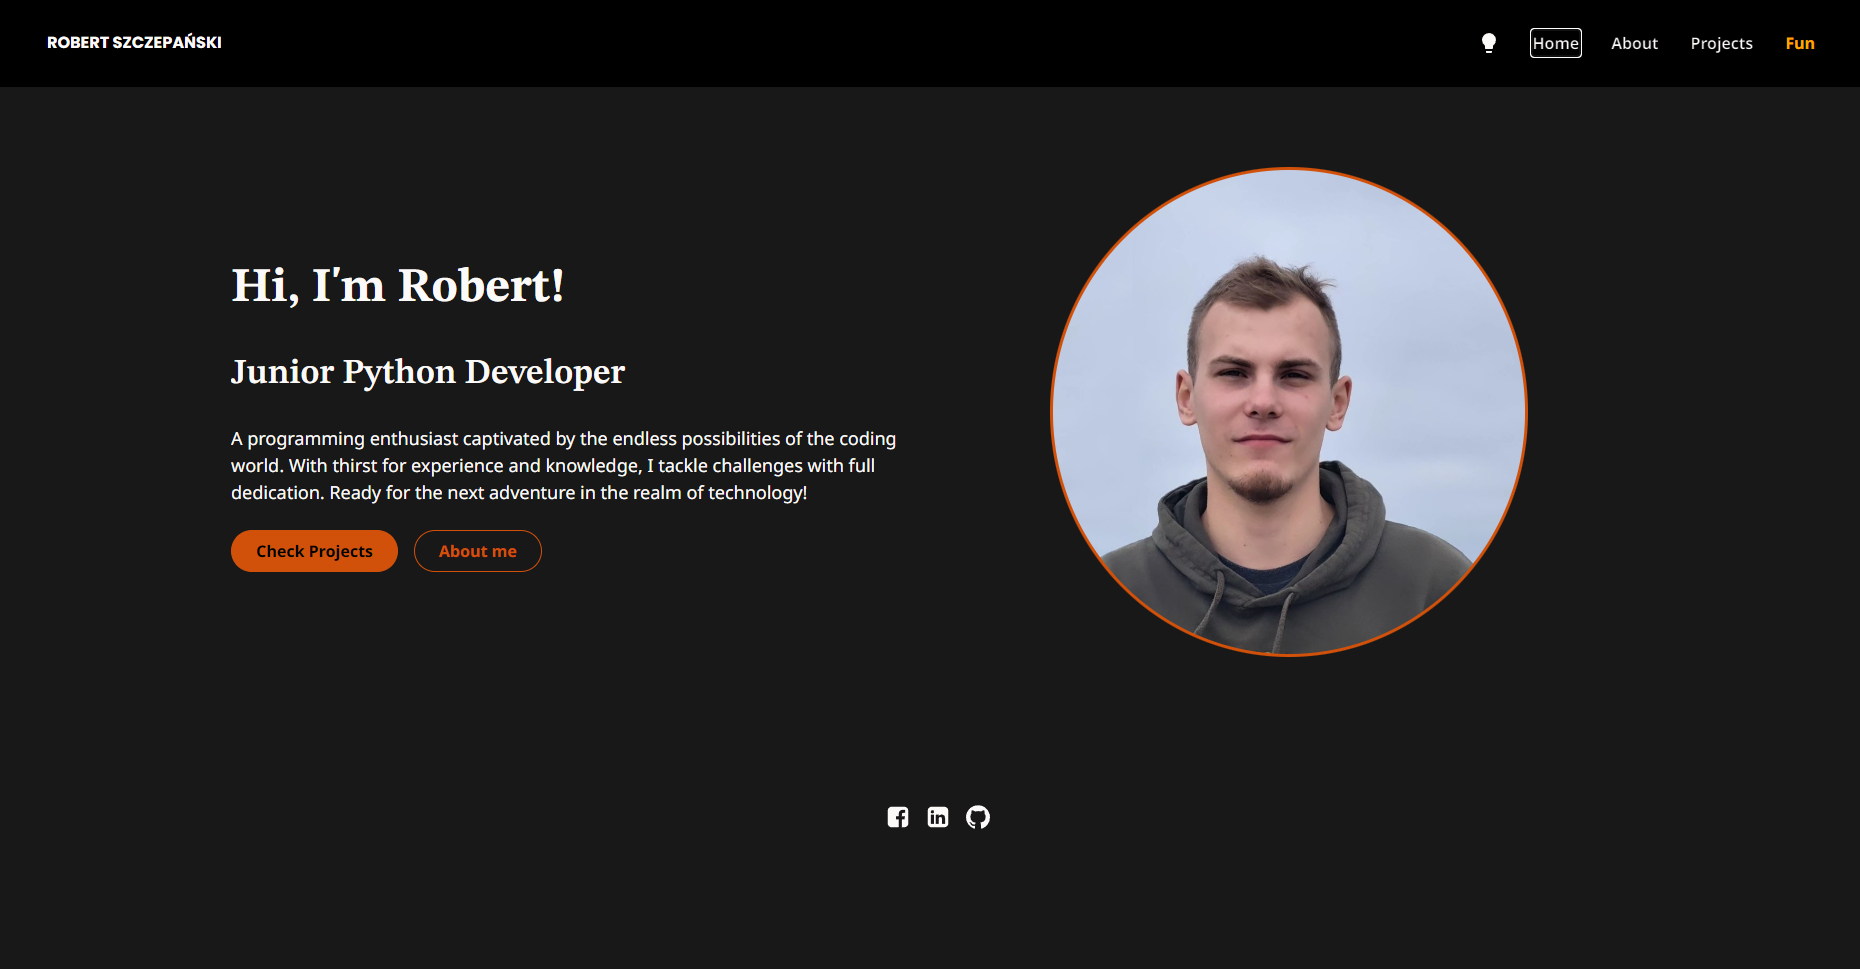 ROBERT SZCZEPAŃSKI
Home
About
Projects
Fun
Hi, I'm Robert!
Junior Python Developer
A programming enthusiast captivated by the endless possibilities of the coding
world. With thirst for experience and knowledge, I tackle challenges with full
dedication. Ready for the next adventure in the realm of technology!
Check Projects
About me